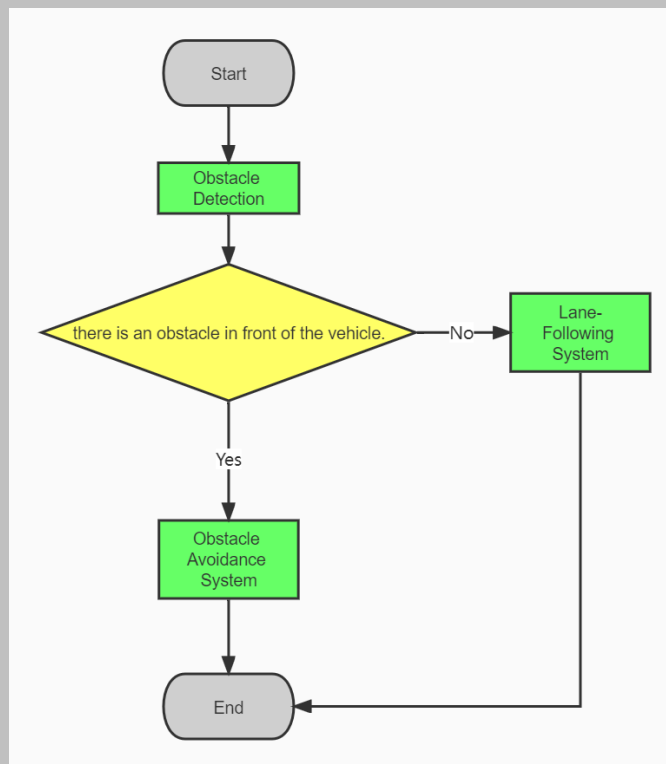 Start
Obstacle
Detection
there is an obstacle in front of the vehicle.
No
Lane-
Following
System
Yes
Obstacle
Avoidance
System
End